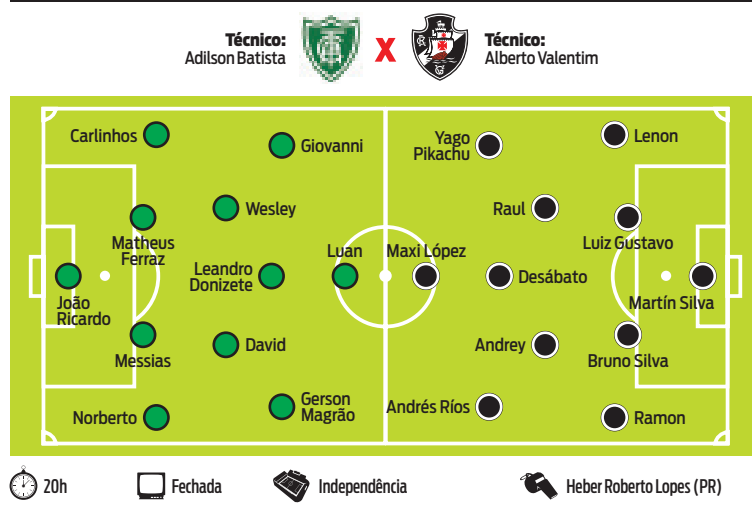 Técnico:
Adilson Batista
X
Técnico:
Alberto Valentim
Carlinhos
Giovanni
Yago
Pikachu
Lenon
Wesley
Raul
Matheus
Ferraz
Luiz Gustavo
Luan
Maxi López
Leandro
Donizete
Desábato
João
Ricardo
Martín Silva
David
Andrey
Messias
Bruno Silva
Gerson
Magrão
Andrés Ríos
Norberto
Ramon
20h
Fechada
Independência
Heber Roberto Lopes (PR)